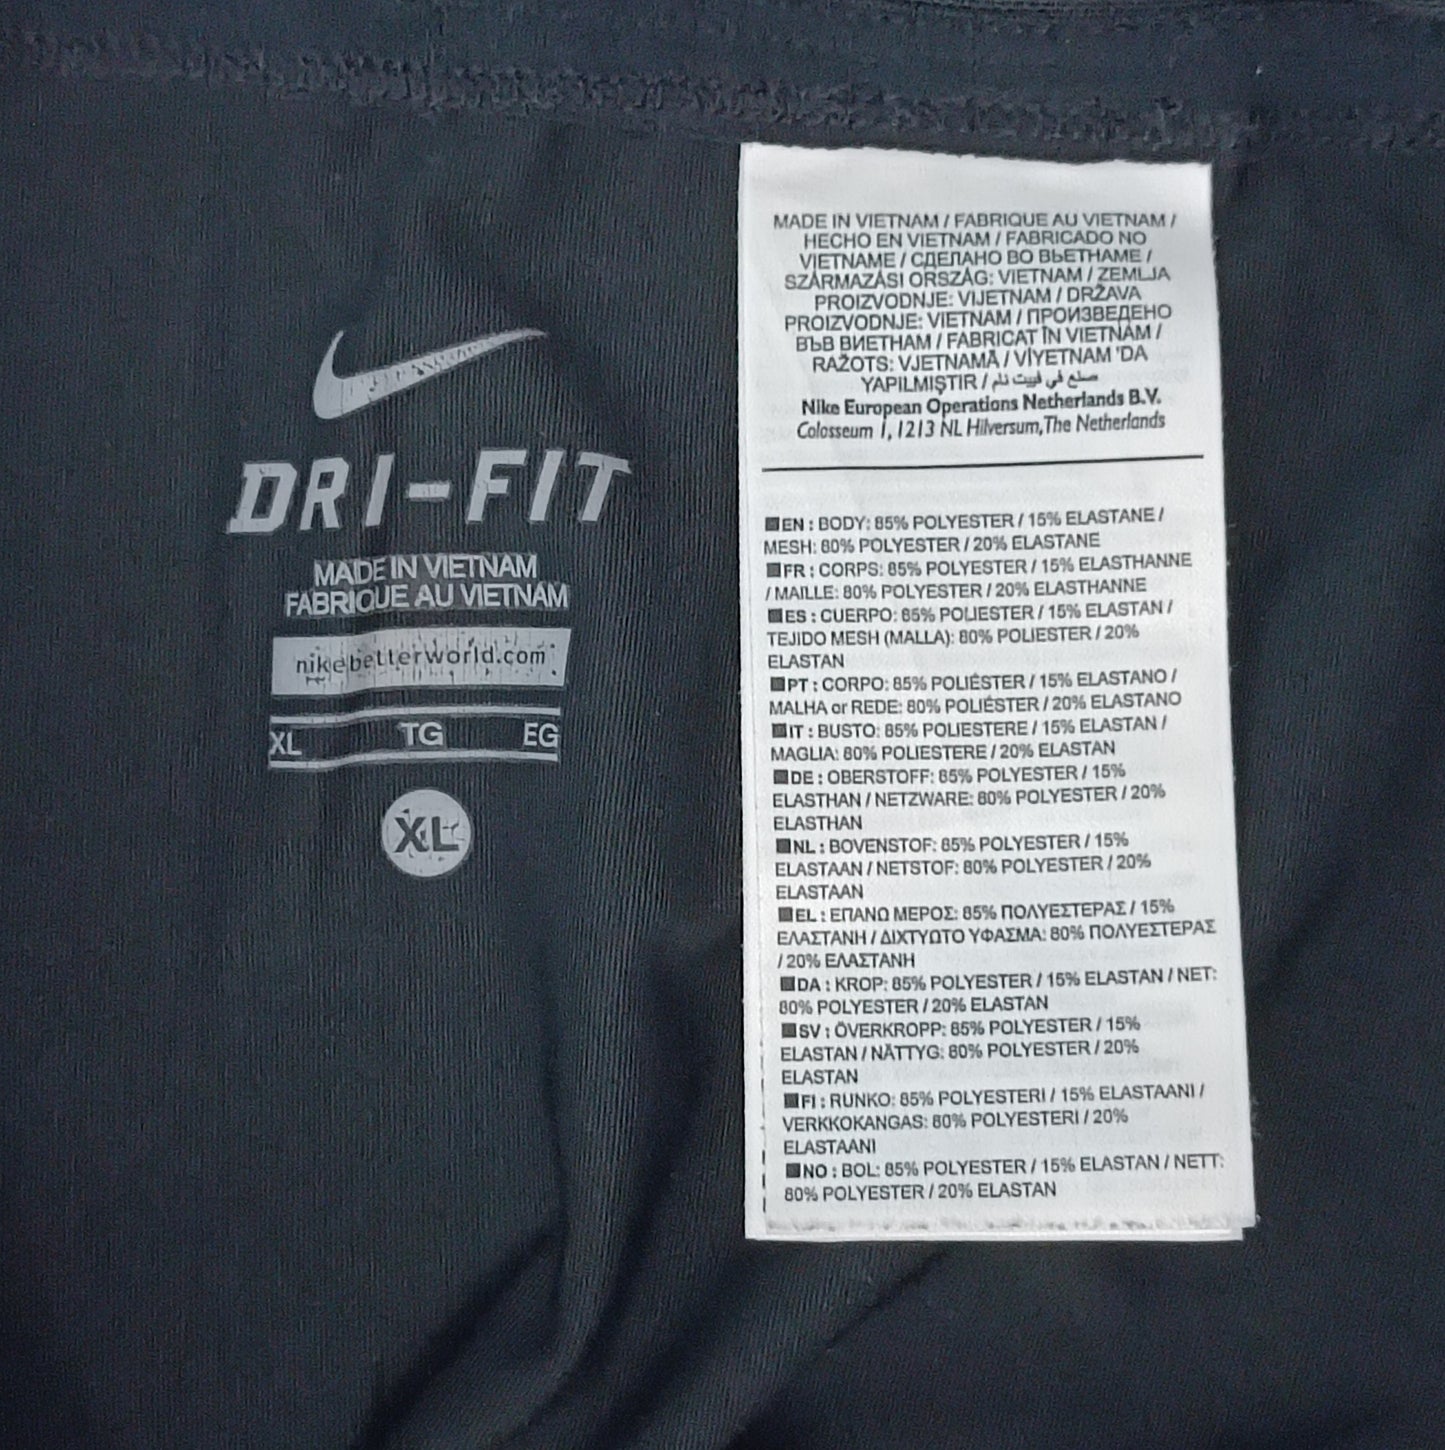 DRI-FIT
MADE IN VIETNAM
FABRIQUE AU VIETNAM
nikebetterworld.com
XL TG EG
XL
MADE IN VIETNAM / FABRIQUE AU VIETNAM /
HECHO EN VIETNAM / FABRICADO NO
VIETNAME / СДЕЛАНО ВО ВЬЕТНАМЕ /
SZÁRMAZÁSI ORSZÁG: VIETNAM / ZEMLJA
PROIZVODNJE: VIJETNAM / DRŽAVA
PROIZVODNJE: VIETNAM / ПРОИЗВЕДЕНО
ВЪВ ВИЕТНАМ / FABRICAT ÎN VIETNAM /
RAŽOTS: VJETNAMĀ / VİYETNAM 'DA
YAPILMIŞTIR / صنع في فييت نام
Nike European Operations Netherlands B.V.
Colosseum 1, 1213 NL Hilversum, The Netherlands
EN : BODY: 85% POLYESTER / 15% ELASTANE /
MESH: 80% POLYESTER / 20% ELASTANE
FR : CORPS: 85% POLYESTER / 15% ELASTHANNE
/ MAILLE: 80% POLYESTER / 20% ELASTHANNE
ES : CUERPO: 85% POLIESTER / 15% ELASTAN /
TEJIDO MESH (MALLA): 80% POLIESTER / 20%
ELASTAN
PT : CORPO: 85% POLIÉSTER / 15% ELASTANO /
MALHA or REDE: 80% POLIÉSTER / 20% ELASTANO
IT : BUSTO: 85% POLIESTERE / 15% ELASTAN /
MAGLIA: 80% POLIESTERE / 20% ELASTAN
DE : OBERSTOFF: 85% POLYESTER / 15%
ELASTHAN / NETZWARE: 80% POLYESTER / 20%
ELASTHAN
NL : BOVENSTOF: 85% POLYESTER / 15%
ELASTAAN / NETSTOF: 80% POLYESTER / 20%
ELASTAAN
EL : ΕΠΑΝΩ ΜΕΡΟΣ: 85% ΠΟΛΥΕΣΤΕΡΑΣ / 15%
ΕΛΑΣΤΑΝΗ / ΔΙΧΤΥΩΤΟ ΥΦΑΣΜΑ: 80% ΠΟΛΥΕΣΤΕΡΑΣ
/ 20% ΕΛΑΣΤΑΝΗ
DA : KROP: 85% POLYESTER / 15% ELASTAN / NET:
80% POLYESTER / 20% ELASTAN
SV : ÖVERKROPP: 85% POLYESTER / 15%
ELASTAN / NÄTTYG: 80% POLYESTER / 20%
ELASTAN
FI : RUNKO: 85% POLYESTERI / 15% ELASTAANI /
VERKKOKANGAS: 80% POLYESTERI / 20%
ELASTAANI
NO : BOL: 85% POLYESTER / 15% ELASTAN / NETT:
80% POLYESTER / 20% ELASTAN